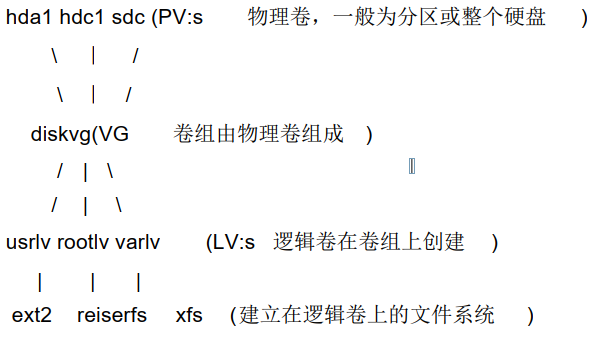 hda1 hdc1 sdc (PV:s 物理卷，一般为分区或整个硬盘 )
\ | /
\ | /
diskvg(VG 卷组由物理卷组成 )
/ | \
/ | \
usrlv rootlv varlv (LV:s 逻辑卷在卷组上创建 )
| | |
ext2 reiserfs xfs (建立在逻辑卷上的文件系统 )